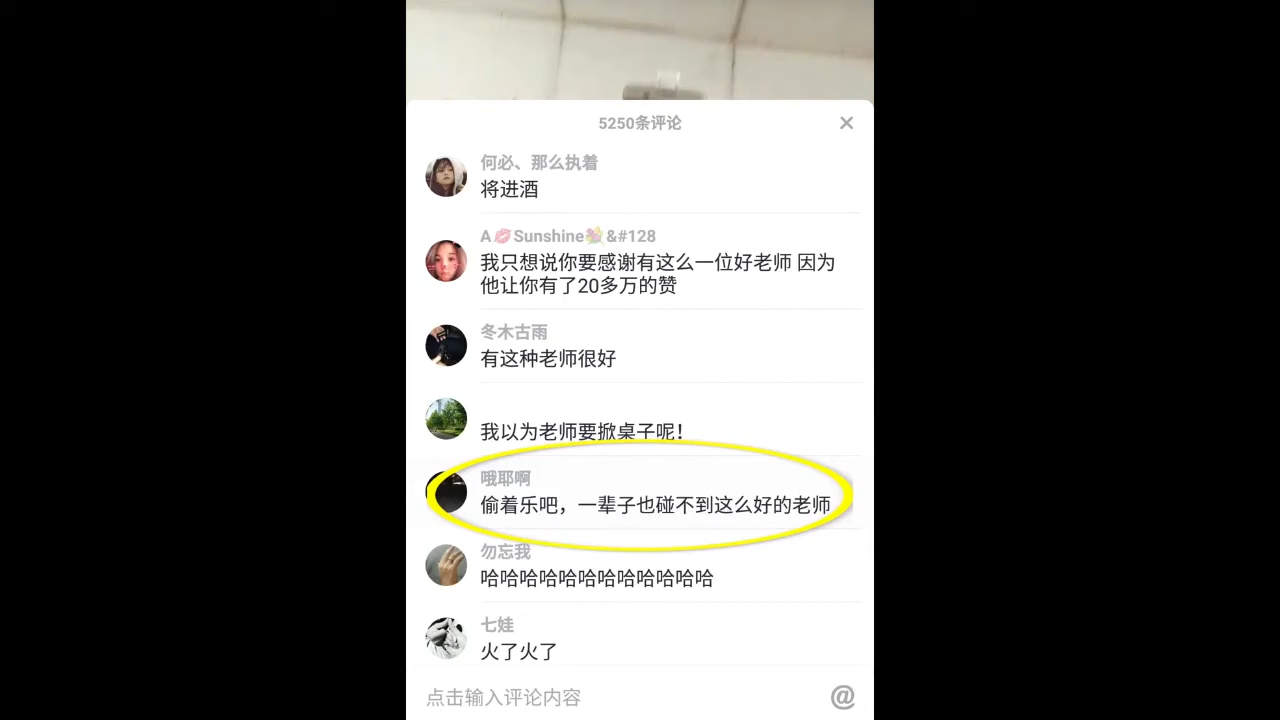 5250条评论
何必、那么执着
将进酒
A💋Sunshine💐&#128
我只想说你要感谢有这么一位好老师 因为
他让你有了20多万的赞
冬木古雨
有这种老师很好
我以为老师要掀桌子呢！
哦耶啊
偷着乐吧，一辈子也碰不到这么好的老师
勿忘我
哈哈哈哈哈哈哈哈哈哈哈哈
七娃
火了火了
点击输入评论内容
@